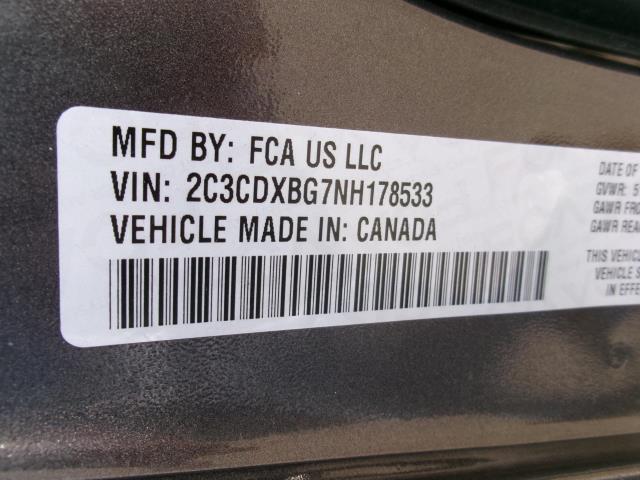 MFD BY: FCA US LLC
VIN: 2C3CDXBG7NH178533
VEHICLE MADE IN: CANADA
DATE OF
GVWR: 5
GAWR FRO
GAWR REA
THIS VEHIC
VEHICLE S
IN EFFE